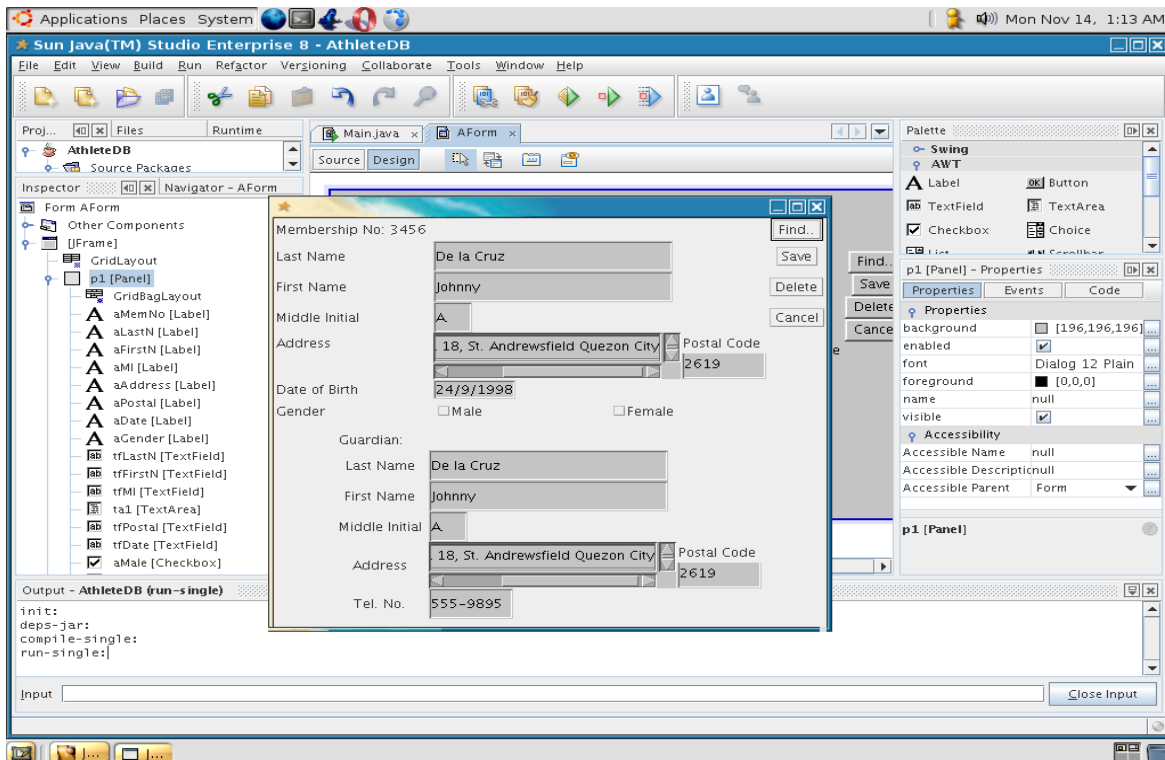 Applications Places System
Mon Nov 14, 1:13 AM
Sun Java(TM) Studio Enterprise 8 - AthleteDB
File Edit View Build Run Refactor Versioning Collaborate Tools Window Help
Proj... Files Runtime
AthleteDB
Source Packages
Inspector Navigator - AForm
Form AForm
Other Components
[JFrame]
GridLayout
p1 [Panel]
GridBagLayout
aMemNo [Label]
aLastN [Label]
aFirstN [Label]
aMI [Label]
aAddress [Label]
aPostal [Label]
aDate [Label]
aGender [Label]
tfLastN [TextField]
tfFirstN [TextField]
tfMI [TextField]
ta1 [TextArea]
tfPostal [TextField]
tfDate [TextField]
aMale [Checkbox]
Main.java x AForm x
Source Design
Membership No: 3456 Find..
Last Name De la Cruz Save
First Name Johnny Delete
Middle Initial A. Cancel
Address . 18, St. Andrewsfield Quezon City Postal Code
2619
Date of Birth 24/9/1998
Gender Male Female
Guardian:
Last Name De la Cruz
First Name Johnny
Middle Initial A.
Address . 18, St. Andrewsfield Quezon City Postal Code
2619
Tel. No. 555-9895
Find..
Save
Delete
Cance
e
Palette
Swing
AWT
Label OK Button
TextField TextArea
Checkbox Choice
List Scrollbar
p1 [Panel] - Properties
Properties Events Code
Properties
background [196,196,196]
enabled
font Dialog 12 Plain ...
foreground [0,0,0] ...
name null ...
visible ...
Accessibility
Accessible Name null ...
Accessible Descripticnull ...
Accessible Parent Form ...
p1 [Panel]
Output - AthleteDB (run-single)
init:
deps-jar:
compile-single:
run-single:
Input Close Input
J... J...